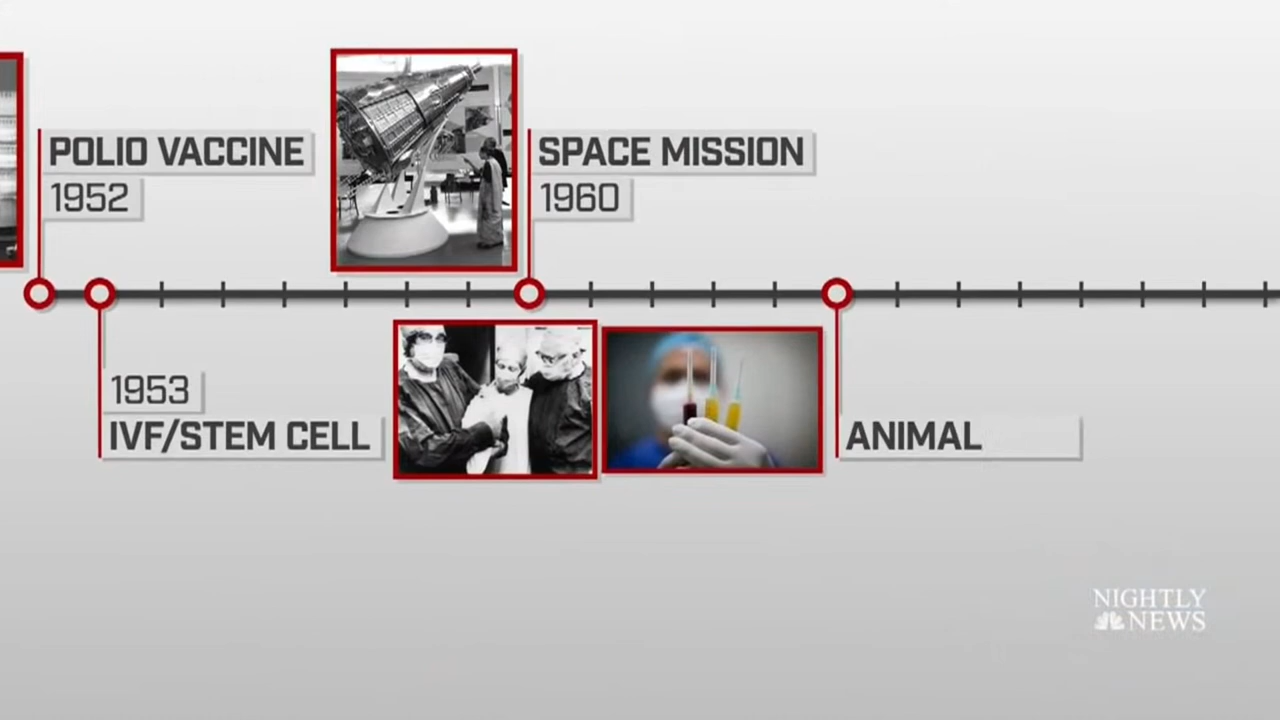 POLIO VACCINE
1952
SPACE MISSION
1960
1953
IVF/STEM CELL
ANIMAL
NIGHTLY
NEWS